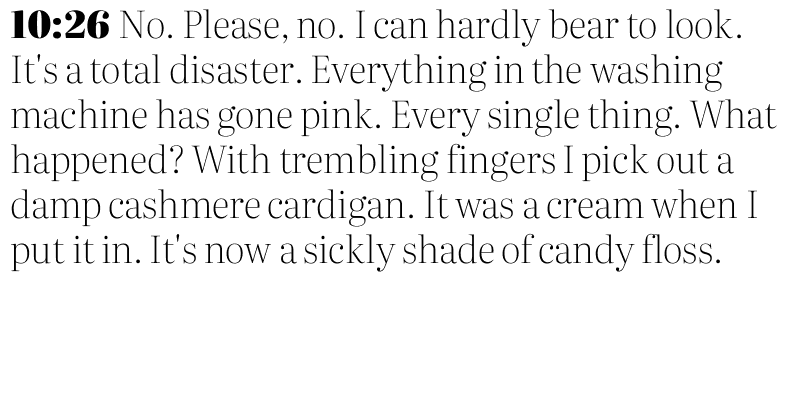 10:26 No. Please, no. I can hardly bear to look.
It's a total disaster. Everything in the washing
machine has gone pink. Every single thing. What
happened? With trembling fingers I pick out a
damp cashmere cardigan. It was a cream when I
put it in. It's now a sickly shade of candy floss.